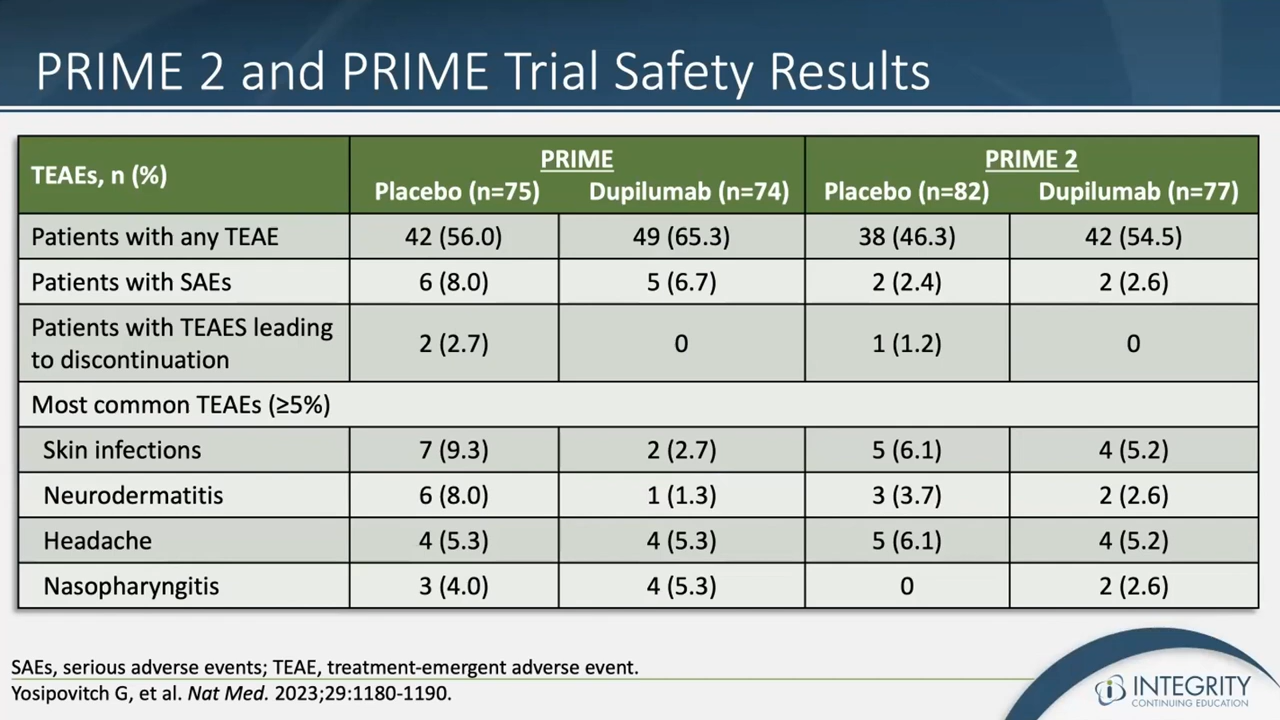 PRIME 2 and PRIME Trial Safety Results
TEAEs, n (%)
PRIME
PRIME 2
Placebo (n=75) Dupilumab (n=74) Placebo (n=82) Dupilumab (n=77)
Patients with any TEAE 42 (56.0) 49 (65.3) 38 (46.3) 42 (54.5)
Patients with SAEs 6 (8.0) 5 (6.7) 2 (2.4) 2 (2.6)
Patients with TEAES leading
to discontinuation 2 (2.7) 0 1 (1.2) 0
Most common TEAEs (≥5%)
Skin infections 7 (9.3) 2 (2.7) 5 (6.1) 4 (5.2)
Neurodermatitis 6 (8.0) 1 (1.3) 3 (3.7) 2 (2.6)
Headache 4 (5.3) 4 (5.3) 5 (6.1) 4 (5.2)
Nasopharyngitis 3 (4.0) 4 (5.3) 0 2 (2.6)
SAEs, serious adverse events; TEAE, treatment-emergent adverse event.
Yosipovitch G, et al. Nat Med. 2023;29:1180-1190.
INTEGRITY
CONTINUING EDUCATION